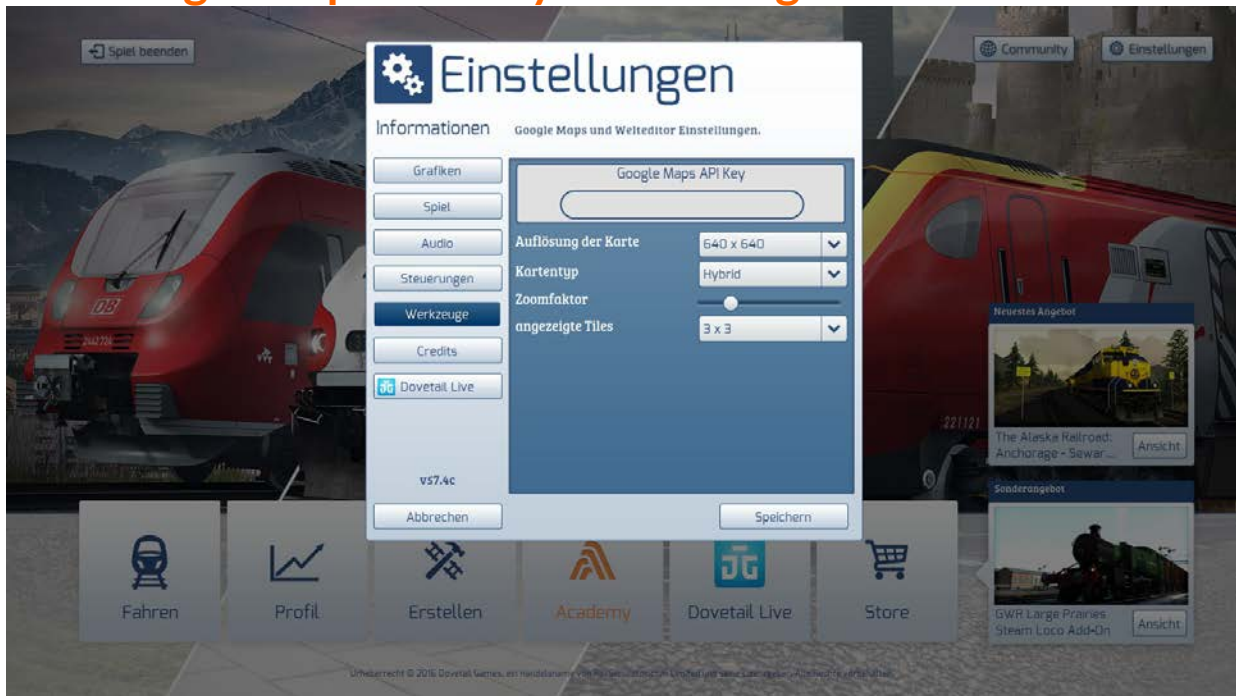 Spiel beenden
Community
Einstellungen
Einstellungen
Informationen
Google Maps und Welteditor Einstellungen.
Grafiken
Spiel
Audio
Steuerungen
Werkzeuge
Credits
Dovetail Live
v57.4c
Abbrechen
Google Maps API Key
Auflösung der Karte
640 x 640
Kartentyp
Hybrid
Zoomfaktor
angezeigte Tiles
3 x 3
Speichern
DB
221121
Neuestes Angebot
The Alaska Railroad:
Anchorage - Sewar...
Ansicht
Sonderangebot
GWR Large Prairies
Steam Loco Add-On
Ansicht
Fahren
Profil
Erstellen
Academy
Dovetail Live
Store